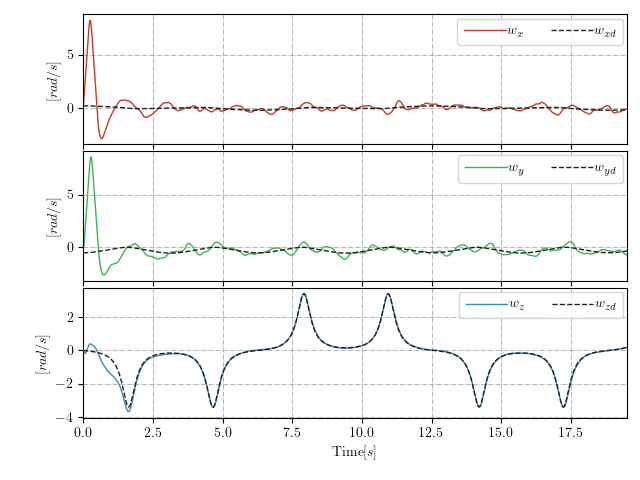 5
0
[rad/s]
w_x w_xd
5
0
[rad/s]
w_y w_yd
2
0
−2
−4
[rad/s]
w_z w_zd
0.0 2.5 5.0 7.5 10.0 12.5 15.0 17.5
Time[s]